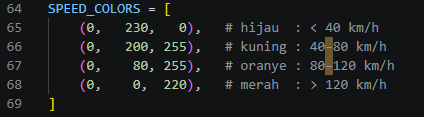 64 SPEED_COLORS = [
65     (0,   230,   0),   # hijau  : < 40 km/h
66     (0,   200, 255),   # kuning : 40–80 km/h
67     (0,    80, 255),   # oranye : 80–120 km/h
68     (0,     0, 220),   # merah  : > 120 km/h
69 ]